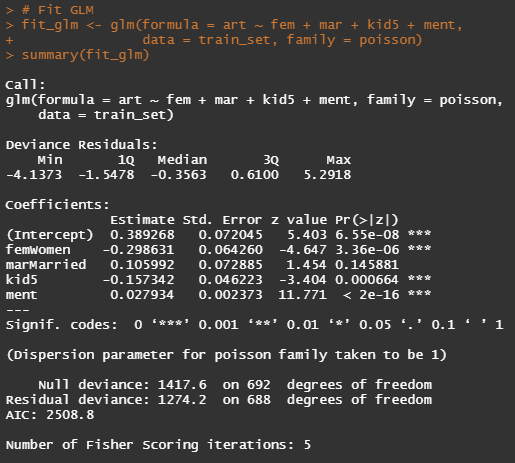 > # Fit GLM
> fit_glm <- glm(formula = art ~ fem + mar + kid5 + ment,
+                data = train_set, family = poisson)
> summary(fit_glm)

Call:
glm(formula = art ~ fem + mar + kid5 + ment, family = poisson,
    data = train_set)

Deviance Residuals:
    Min       1Q   Median       3Q      Max
-4.1373  -1.5478  -0.3563   0.6100   5.2918

Coefficients:
             Estimate Std. Error z value Pr(>|z|)
(Intercept)  0.389268   0.072045   5.403 6.55e-08 ***
femWomen    -0.298631   0.064260  -4.647 3.36e-06 ***
marMarried   0.105992   0.072885   1.454 0.145881
kid5        -0.157342   0.046223  -3.404 0.000664 ***
ment         0.027934   0.002373  11.771  < 2e-16 ***
---
Signif. codes:  0 ‘***’ 0.001 ‘**’ 0.01 ‘*’ 0.05 ‘.’ 0.1 ‘ ’ 1

(Dispersion parameter for poisson family taken to be 1)

    Null deviance: 1417.6  on 692  degrees of freedom
Residual deviance: 1274.2  on 688  degrees of freedom
AIC: 2508.8

Number of Fisher Scoring iterations: 5